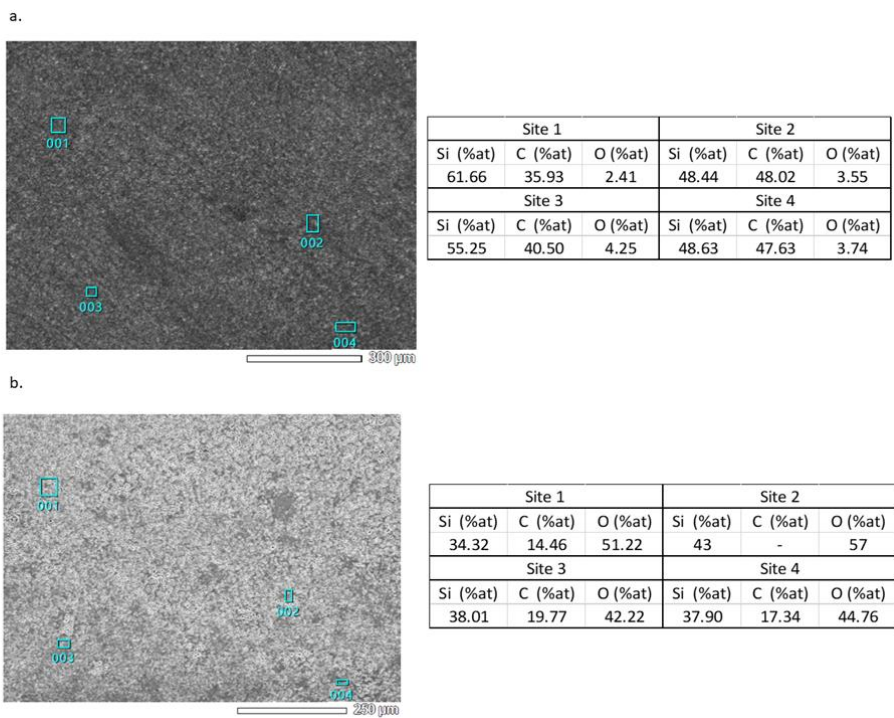 a.
001
002
003
004
300 µm
Site 1 Site 2
Si (%at) C (%at) O (%at) Si (%at) C (%at) O (%at)
61.66 35.93 2.41 48.44 48.02 3.55
Site 3 Site 4
Si (%at) C (%at) O (%at) Si (%at) C (%at) O (%at)
55.25 40.50 4.25 48.63 47.63 3.74
b.
001
002
003
004
250 µm
Site 1 Site 2
Si (%at) C (%at) O (%at) Si (%at) C (%at) O (%at)
34.32 14.46 51.22 43 - 57
Site 3 Site 4
Si (%at) C (%at) O (%at) Si (%at) C (%at) O (%at)
38.01 19.77 42.22 37.90 17.34 44.76